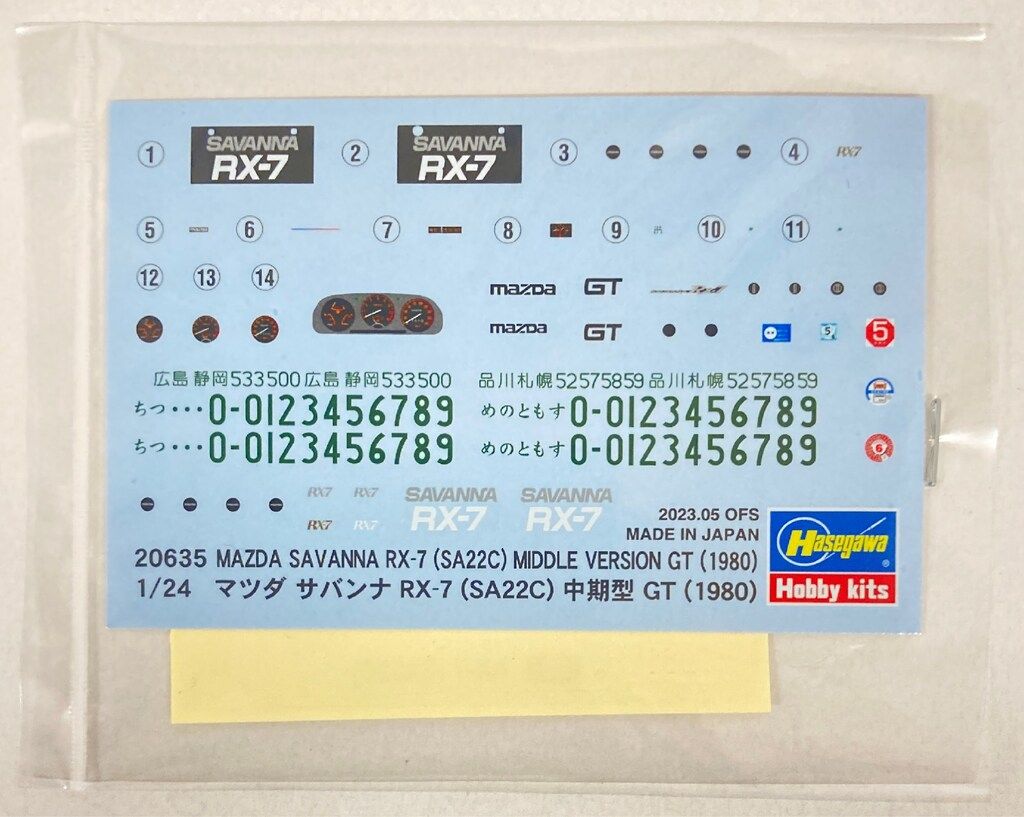 ① SAVANNA RX-7 ② SAVANNA RX-7 ③ ④ RX7
⑤ ⑥ ⑦ ⑧ ⑨ ⑩ ⑪
⑫ ⑬ ⑭
mazda GT
mazda GT 5 5
広島 静岡533500 広島 静岡533500 品川札幌52575859 品川札幌52575859
ちつ・・・0-0123456789 めのともす0-0123456789
ちつ・・・0-0123456789 めのともす0-0123456789 6
RX7 RX7 SAVANNA SAVANNA
RX7 RX7 RX-7 RX-7
2023.05 OFS
MADE IN JAPAN
Hasegawa®
Hobby kits
20635 MAZDA SAVANNA RX-7 (SA22C) MIDDLE VERSION GT (1980)
1/24 マツダ サバンナ RX-7 (SA22C) 中期型 GT (1980)